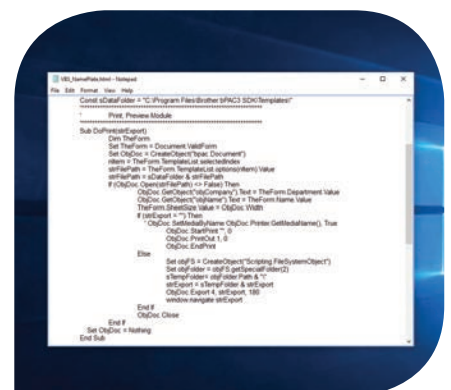 VBS_NamePlate.html - Notepad
File Edit Format View Help
Const sDataFolder = "C:\Program Files\Brother bPAC3 SDK\Templates\"
' Print, Preview Module
Sub DoPrint(strExport)
Dim TheForm
Set TheForm = Document.ValidForm
Set ObjDoc = CreateObject("bpac.Document")
nItem = TheForm.TemplateList.selectedIndex
strFilePath = TheForm.TemplateList.options(nItem).Value
strFilePath = sDataFolder & strFilePath
If (ObjDoc.Open(strFilePath) <> False) Then
ObjDoc.GetObject("objCompany").Text = TheForm.Department.Value
ObjDoc.GetObject("objName").Text = TheForm.Name.Value
TheForm.SheetSize.Value = ObjDoc.Width
If (strExport = "") Then
' ObjDoc.SetMediaByName ObjDoc.Printer.GetMediaName(), True
ObjDoc.StartPrint "", 0
ObjDoc.PrintOut 1, 0
ObjDoc.EndPrint
Else
Set objFS = CreateObject("Scripting.FileSystemObject")
Set objFolder = objFS.getSpecialFolder(2)
sTempFolder= objFolder.Path & "\"
strExport = sTempFolder & strExport
ObjDoc.Export 4, strExport, 180
window.navigate strExport
End If
ObjDoc.Close
End If
Set ObjDoc = Nothing
End Sub